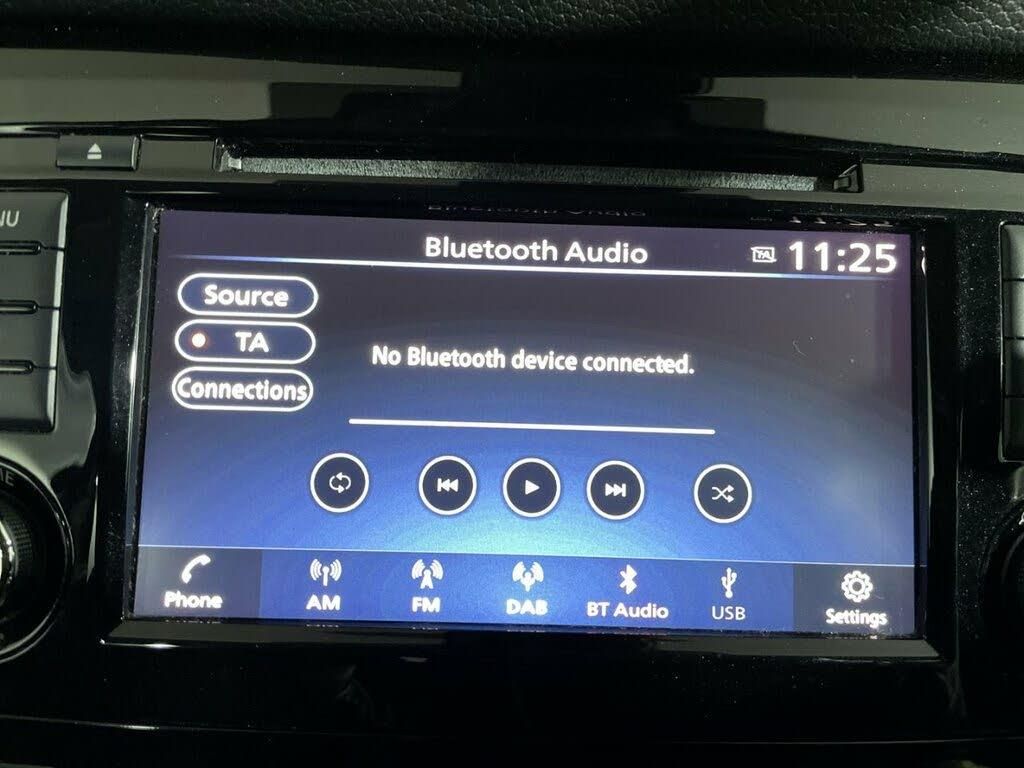 NU
Bluetooth Audio
TA
11:25
Source
TA
Connections
No Bluetooth device connected.
Phone
AM
FM
DAB
BT Audio
USB
Settings